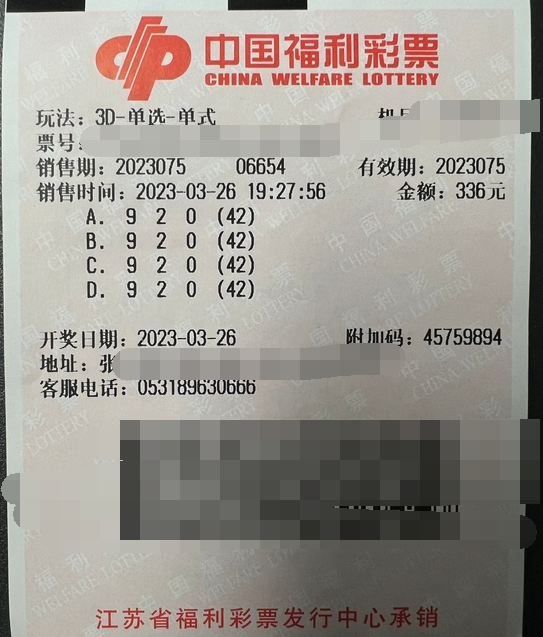 中国福利彩票
CHINA WELFARE LOTTERY
玩法：3D-单选-单式
票号：
销售期：2023075 06654 有效期：2023075
销售时间：2023-03-26 19:27:56 金额：336元
A. 9 2 0 (42)
B. 9 2 0 (42)
C. 9 2 0 (42)
D. 9 2 0 (42)
开奖日期：2023-03-26 附加码：45759894
地址：张
客服电话：053189630666
江苏省福利彩票发行中心承销